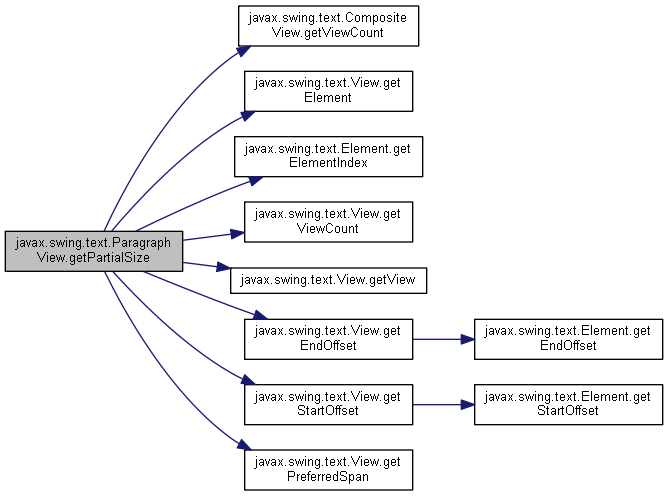 javax.swing.text.Composite
View.getViewCount
javax.swing.text.View.get
Element
javax.swing.text.Element.get
ElementIndex
javax.swing.text.Paragraph
View.getPartialSize
javax.swing.text.View.get
ViewCount
javax.swing.text.View.getView
javax.swing.text.View.get
EndOffset
javax.swing.text.Element.get
EndOffset
javax.swing.text.View.get
StartOffset
javax.swing.text.Element.get
StartOffset
javax.swing.text.View.get
PreferredSpan